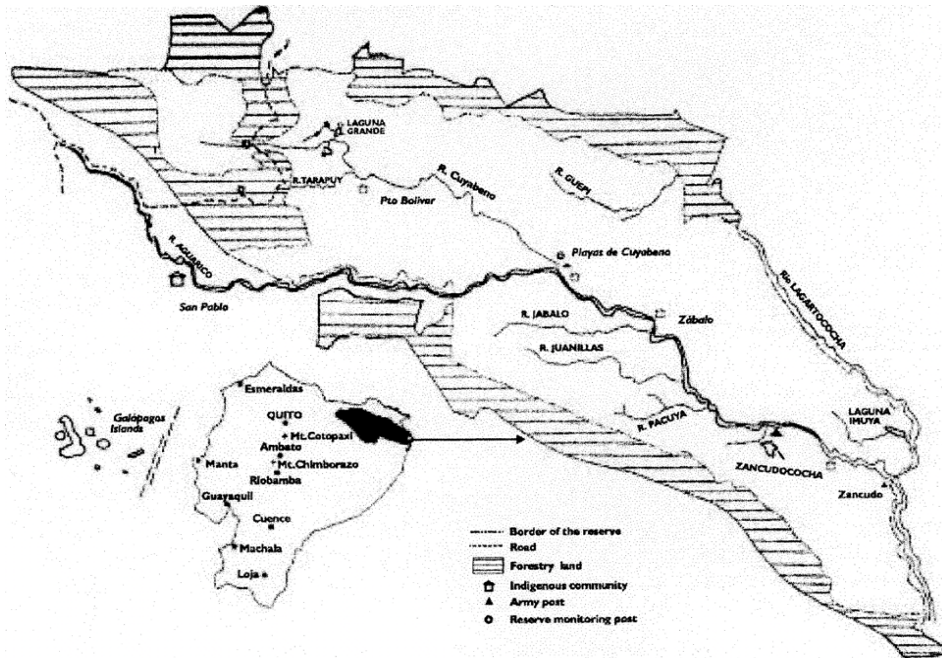 LAGUNA
GRANDE
R. TARAPUY
R. Cuyabeno
R. GUEPI
Pto Bolivar
R. AGUARICO
Playas de Cuyabeno
San Pablo
Río LAGARTOCOCHA
R. JABALO
Zábalo
R. JUANILLAS
Esmeraldas
Galápagos
Islands
QUITO
Mt. Cotopaxi
Ambato
Mt. Chimborazo
Manta
Riobamba
R. PACUYA
LAGUNA
IMUYA
ZANCUDOCOCHA
Zancudo
Guayaquil
Cuence
Machala
Loja
Border of the reserve
Road
Forestry land
Indigenous community
Army post
Reserve monitoring post